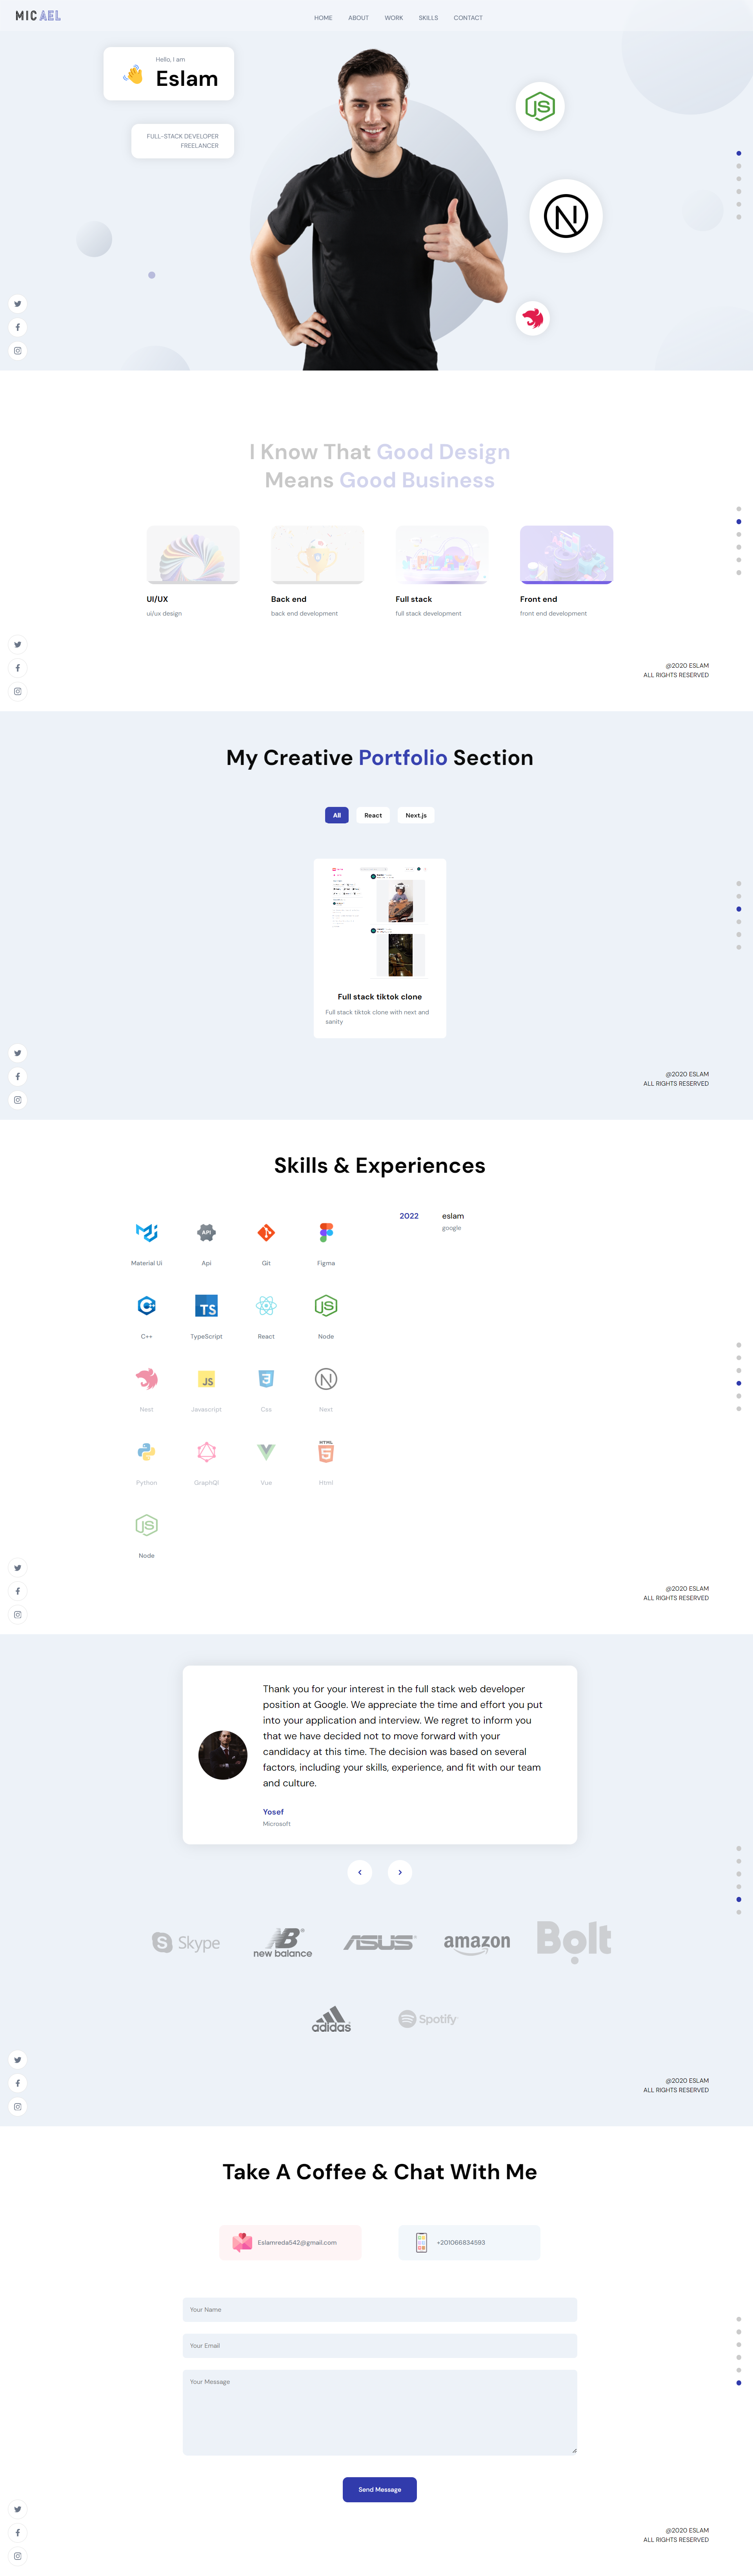 MICAEL
HOME ABOUT WORK SKILLS CONTACT
Hello, I am
Eslam
FULL-STACK DEVELOPER
FREELANCER
I Know That Good Design
Means Good Business
UI/UX
ui/ux design
Back end
back end development
Full stack
full stack development
Front end
front end development
@2020 ESLAM
ALL RIGHTS RESERVED
My Creative Portfolio Section
All React Next.js
Full stack tiktok clone
Full stack tiktok clone with next and
sanity
@2020 ESLAM
ALL RIGHTS RESERVED
Skills & Experiences
2022 eslam
google
API
Material Ui Api Git Figma
TS
C++ TypeScript React Node
JS
Nest Javascript Css Next
HTML
Python GraphQl Vue Html
Node
@2020 ESLAM
ALL RIGHTS RESERVED
Thank you for your interest in the full stack web developer
position at Google. We appreciate the time and effort you put
into your application and interview. We regret to inform you
that we have decided not to move forward with your
candidacy at this time. The decision was based on several
factors, including your skills, experience, and fit with our team
and culture.
Yosef
Microsoft
Skype new balance ASUS amazon Bolt
adidas Spotify
@2020 ESLAM
ALL RIGHTS RESERVED
Take A Coffee & Chat With Me
Eslamreda542@gmail.com +201066834593
Your Name
Your Email
Your Message
Send Message
@2020 ESLAM
ALL RIGHTS RESERVED